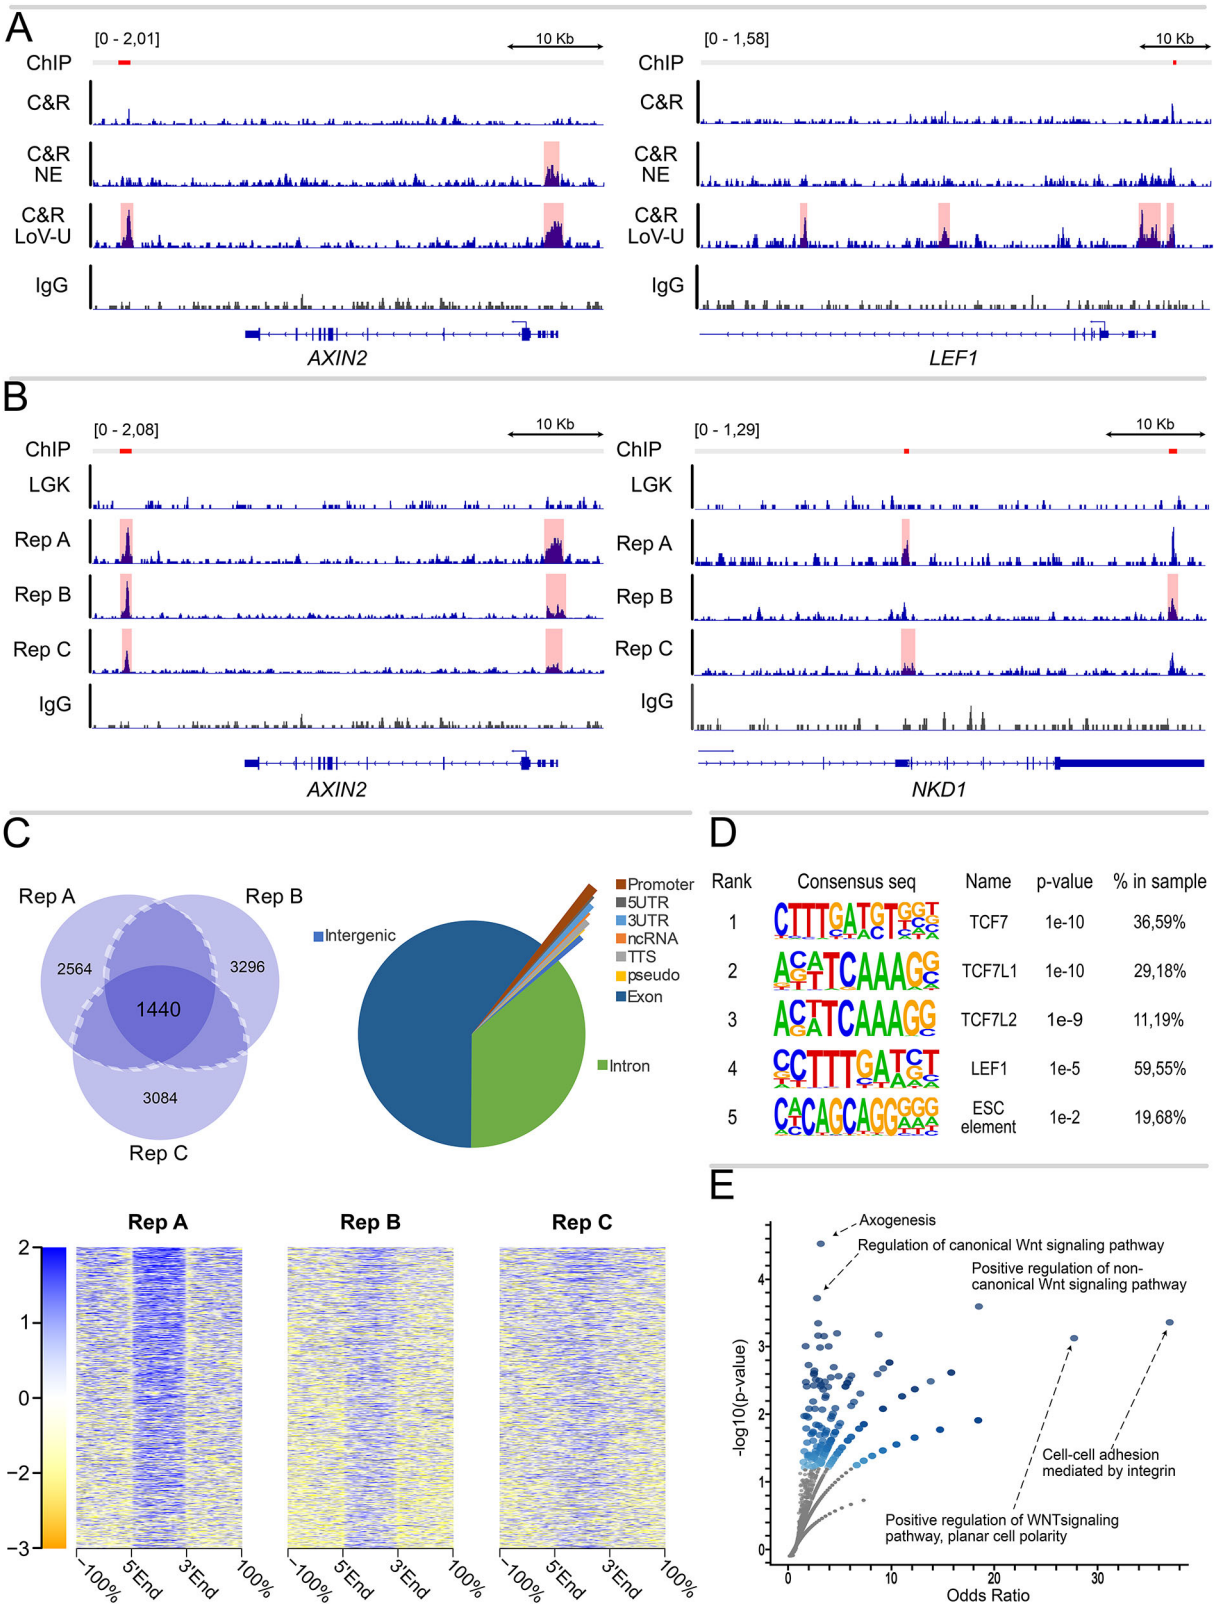 A
[0 - 2,01]
10 Kb
ChIP
C&R
C&R
NE
C&R
LoV-U
IgG
AXIN2
[0 - 1,58]
10 Kb
ChIP
C&R
C&R
NE
C&R
LoV-U
IgG
LEF1
B
[0 - 2,08]
10 Kb
ChIP
LGK
Rep A
Rep B
Rep C
IgG
AXIN2
[0 - 1,29]
10 Kb
ChIP
LGK
Rep A
Rep B
Rep C
IgG
NKD1
C
Rep A
Rep B
2564
3296
1440
3084
Rep C
Intergenic
Promoter
5UTR
3UTR
ncRNA
TTS
pseudo
Exon
Intron
Rep A
Rep B
Rep C
2
1
0
−1
−2
−3
−100%
5'End
3'End
100%
−100%
5'End
3'End
100%
−100%
5'End
3'End
100%
D
Rank Consensus seq Name p-value % in sample
1 TCF7 1e-10 36,59%
2 TCF7L1 1e-10 29,18%
3 TCF7L2 1e-9 11,19%
4 LEF1 1e-5 59,55%
5 ESC
element 1e-2 19,68%
E
Axogenesis
Regulation of canonical Wnt signaling pathway
Positive regulation of non-
canonical Wnt signaling pathway
Cell-cell adhesion
mediated by integrin
Positive regulation of WNTsignaling
pathway, planar cell polarity
-log10(p-value)
4
3
2
1
0
0 10 20 30
Odds Ratio